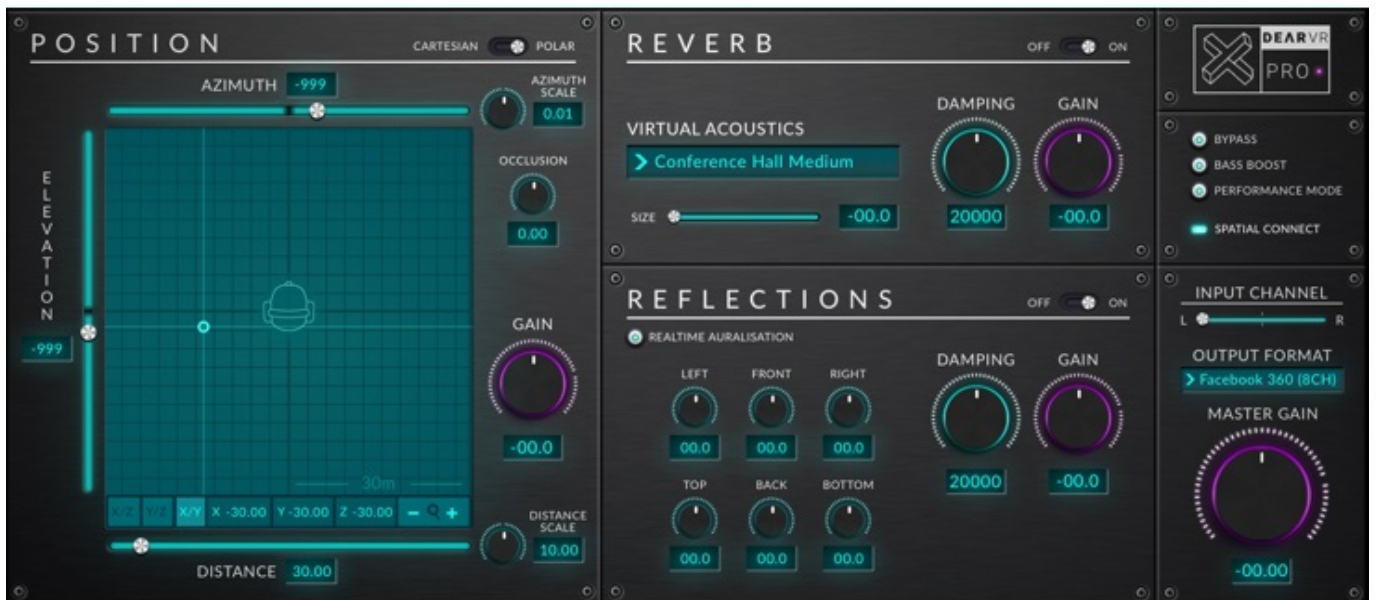 POSITION
CARTESIAN
POLAR
AZIMUTH -999
AZIMUTH
SCALE
0.01
OCCLUSION
0.00
ELEVATION
-999
GAIN
-00.0
30m
X/Z Y/Z X/Y X -30.00 Y -30.00 Z -30.00 - +
DISTANCE
SCALE
10.00
DISTANCE 30.00
REVERB
OFF
ON
VIRTUAL ACOUSTICS
Conference Hall Medium
SIZE
-00.0
DAMPING
20000
GAIN
-00.0
REFLECTIONS
OFF
ON
REALTIME AURALISATION
LEFT FRONT RIGHT
00.0 00.0 00.0
TOP BACK BOTTOM
00.0 00.0 00.0
DAMPING
20000
GAIN
-00.0
DEARVR
PRO
BYPASS
BASS BOOST
PERFORMANCE MODE
SPATIAL CONNECT
INPUT CHANNEL
L R
OUTPUT FORMAT
Facebook 360 (8CH)
MASTER GAIN
-00.00